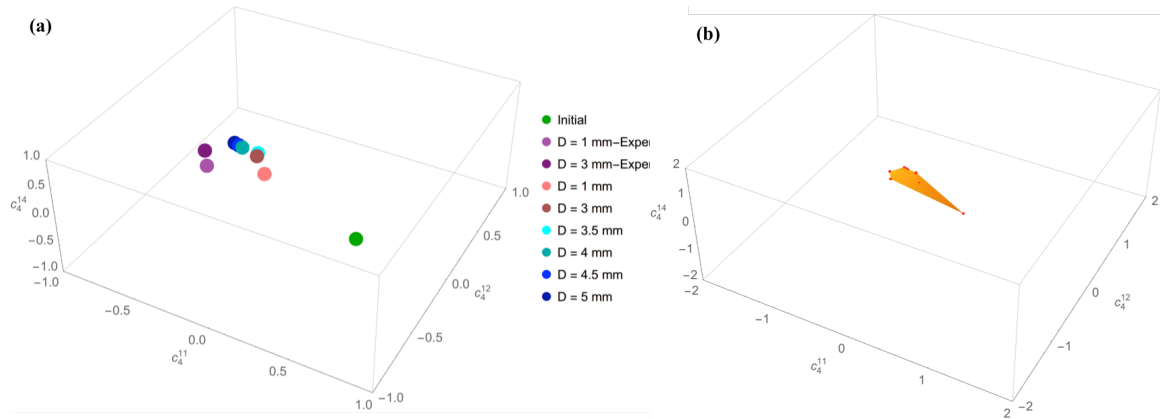 (a)
1.0
0.5
0.0
−0.5
−1.0
c₄¹⁴
−1.0
−0.5
0.0
0.5
1.0
c₄¹¹
−1.0
−0.5
0.0
0.5
1.0
c₄¹²
Initial
D = 1 mm−Exper
D = 3 mm−Exper
D = 1 mm
D = 3 mm
D = 3.5 mm
D = 4 mm
D = 4.5 mm
D = 5 mm
(b)
2
1
0
−1
−2
c₄¹⁴
−2
−1
0
1
2
c₄¹¹
−2
−1
0
1
2
c₄¹²